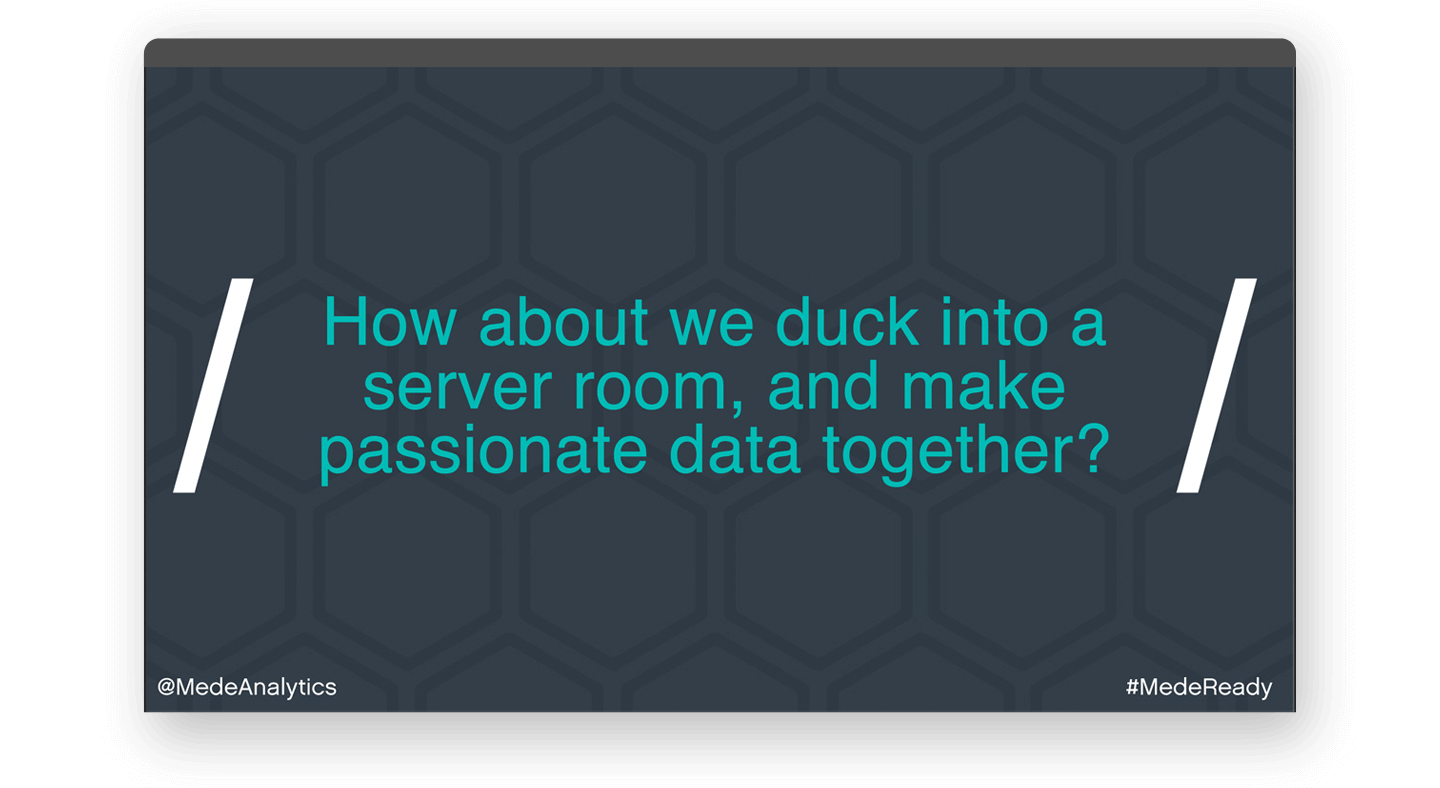 How about we duck into a
server room, and make
passionate data together?
@MedeAnalytics
#MedeReady